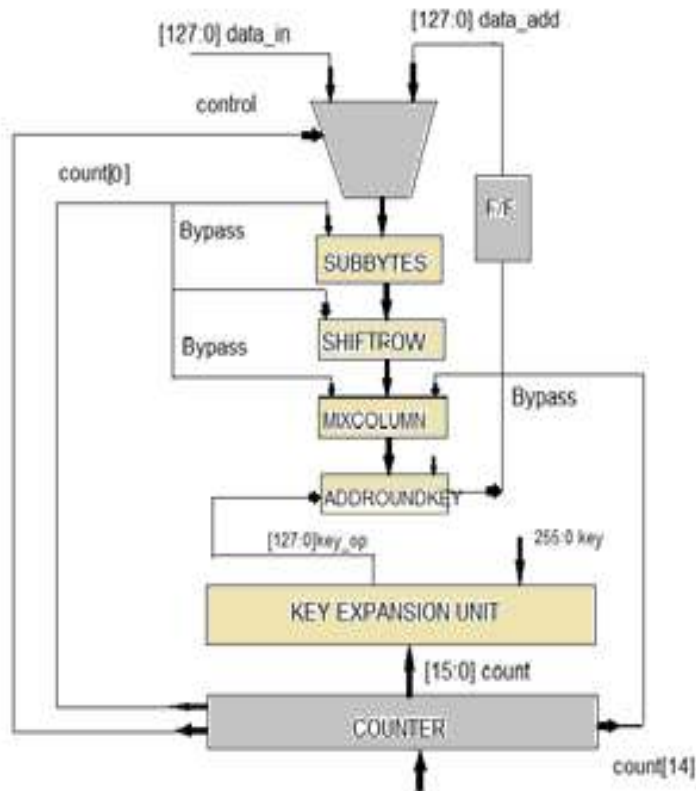 [127:0] data_in
[127:0] data_add
control
count[0]
F/F
Bypass
SUBBYTES
SHIFTROW
Bypass
Bypass
MIXCOLUMN
ADDROUNDKEY
[127:0]key_op
255:0 key
KEY EXPANSION UNIT
[15:0] count
COUNTER
count[14]